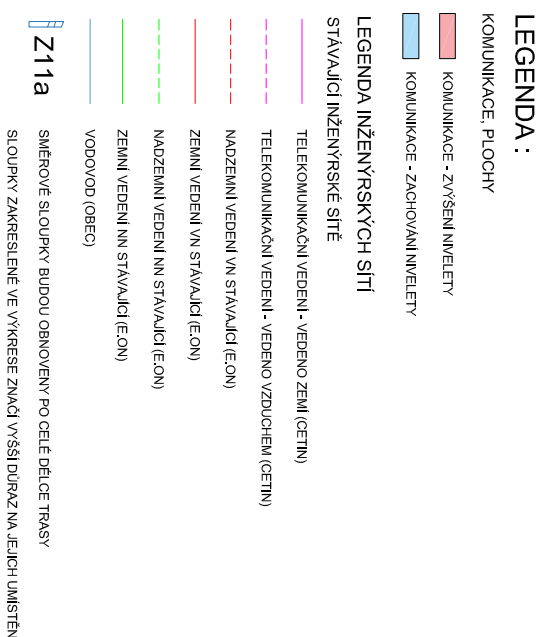 LEGENDA :
KOMUNIKACE, PLOCHY
KOMUNIKACE - ZVÝŠENÍ NIVELETY
KOMUNIKACE - ZACHOVÁNÍ NIVELETY
LEGENDA INŽENÝRSKÝCH SÍTÍ
STÁVAJÍCÍ INŽENÝRSKÉ SÍTĚ
TELEKOMUNIKAČNÍ VEDENÍ - VEDENO ZEMÍ (CETIN)
TELEKOMUNIKAČNÍ VEDENÍ - VEDENO VZDUCHEM (CETIN)
NADZEMNÍ VEDENÍ VN STÁVAJÍCÍ (E.ON)
ZEMNÍ VEDENÍ VN STÁVAJÍCÍ (E.ON)
NADZEMNÍ VEDENÍ NN STÁVAJÍCÍ (E.ON)
ZEMNÍ VEDENÍ NN STÁVAJÍCÍ (E.ON)
VODOVOD (OBEC)
Z11a SMĚROVÉ SLOUPKY BUDOU OBNOVENY PO CELÉ DÉLCE TRASY
SLOUPKY ZAKRESLENÉ VE VÝKRESE ZNAČÍ VYŠŠÍ DŮRAZ NA JEJICH UMÍSTĚN